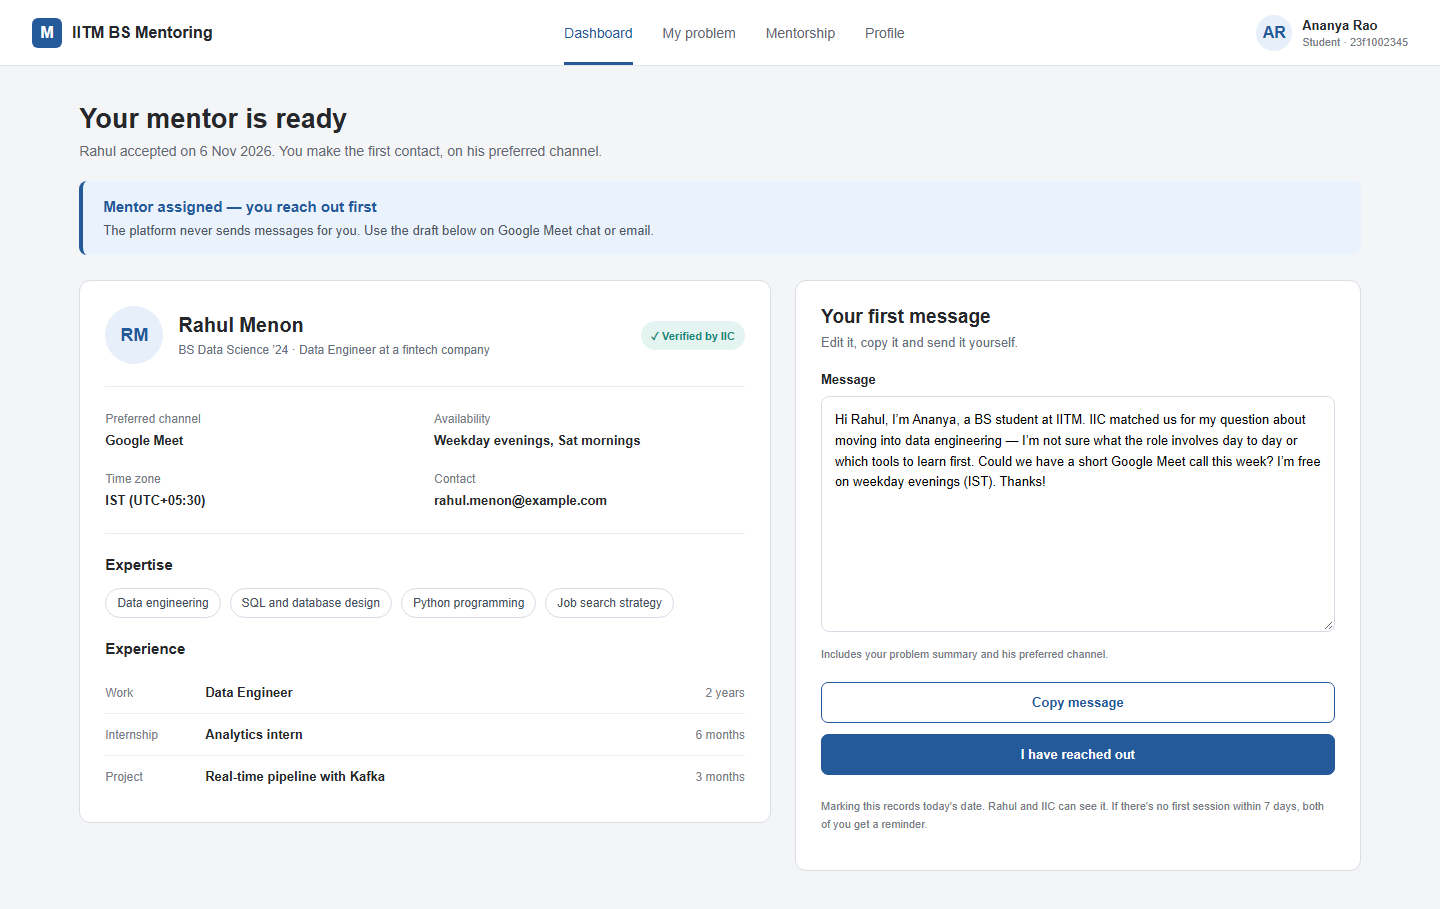 M IITM BS Mentoring
Dashboard My problem Mentorship Profile
AR Ananya Rao
Student · 23f1002345
Your mentor is ready
Rahul accepted on 6 Nov 2026. You make the first contact, on his preferred channel.
Mentor assigned — you reach out first
The platform never sends messages for you. Use the draft below on Google Meet chat or email.
RM
Rahul Menon
BS Data Science ’24 · Data Engineer at a fintech company
✓ Verified by IIC
Preferred channel
Google Meet
Availability
Weekday evenings, Sat mornings
Time zone
IST (UTC+05:30)
Contact
rahul.menon@example.com
Expertise
Data engineering SQL and database design Python programming Job search strategy
Experience
Work Data Engineer 2 years
Internship Analytics intern 6 months
Project Real-time pipeline with Kafka 3 months
Your first message
Edit it, copy it and send it yourself.
Message
Hi Rahul, I’m Ananya, a BS student at IITM. IIC matched us for my question about
moving into data engineering — I’m not sure what the role involves day to day or
which tools to learn first. Could we have a short Google Meet call this week? I’m free
on weekday evenings (IST). Thanks!
Includes your problem summary and his preferred channel.
Copy message
I have reached out
Marking this records today's date. Rahul and IIC can see it. If there's no first session within 7 days, both
of you get a reminder.